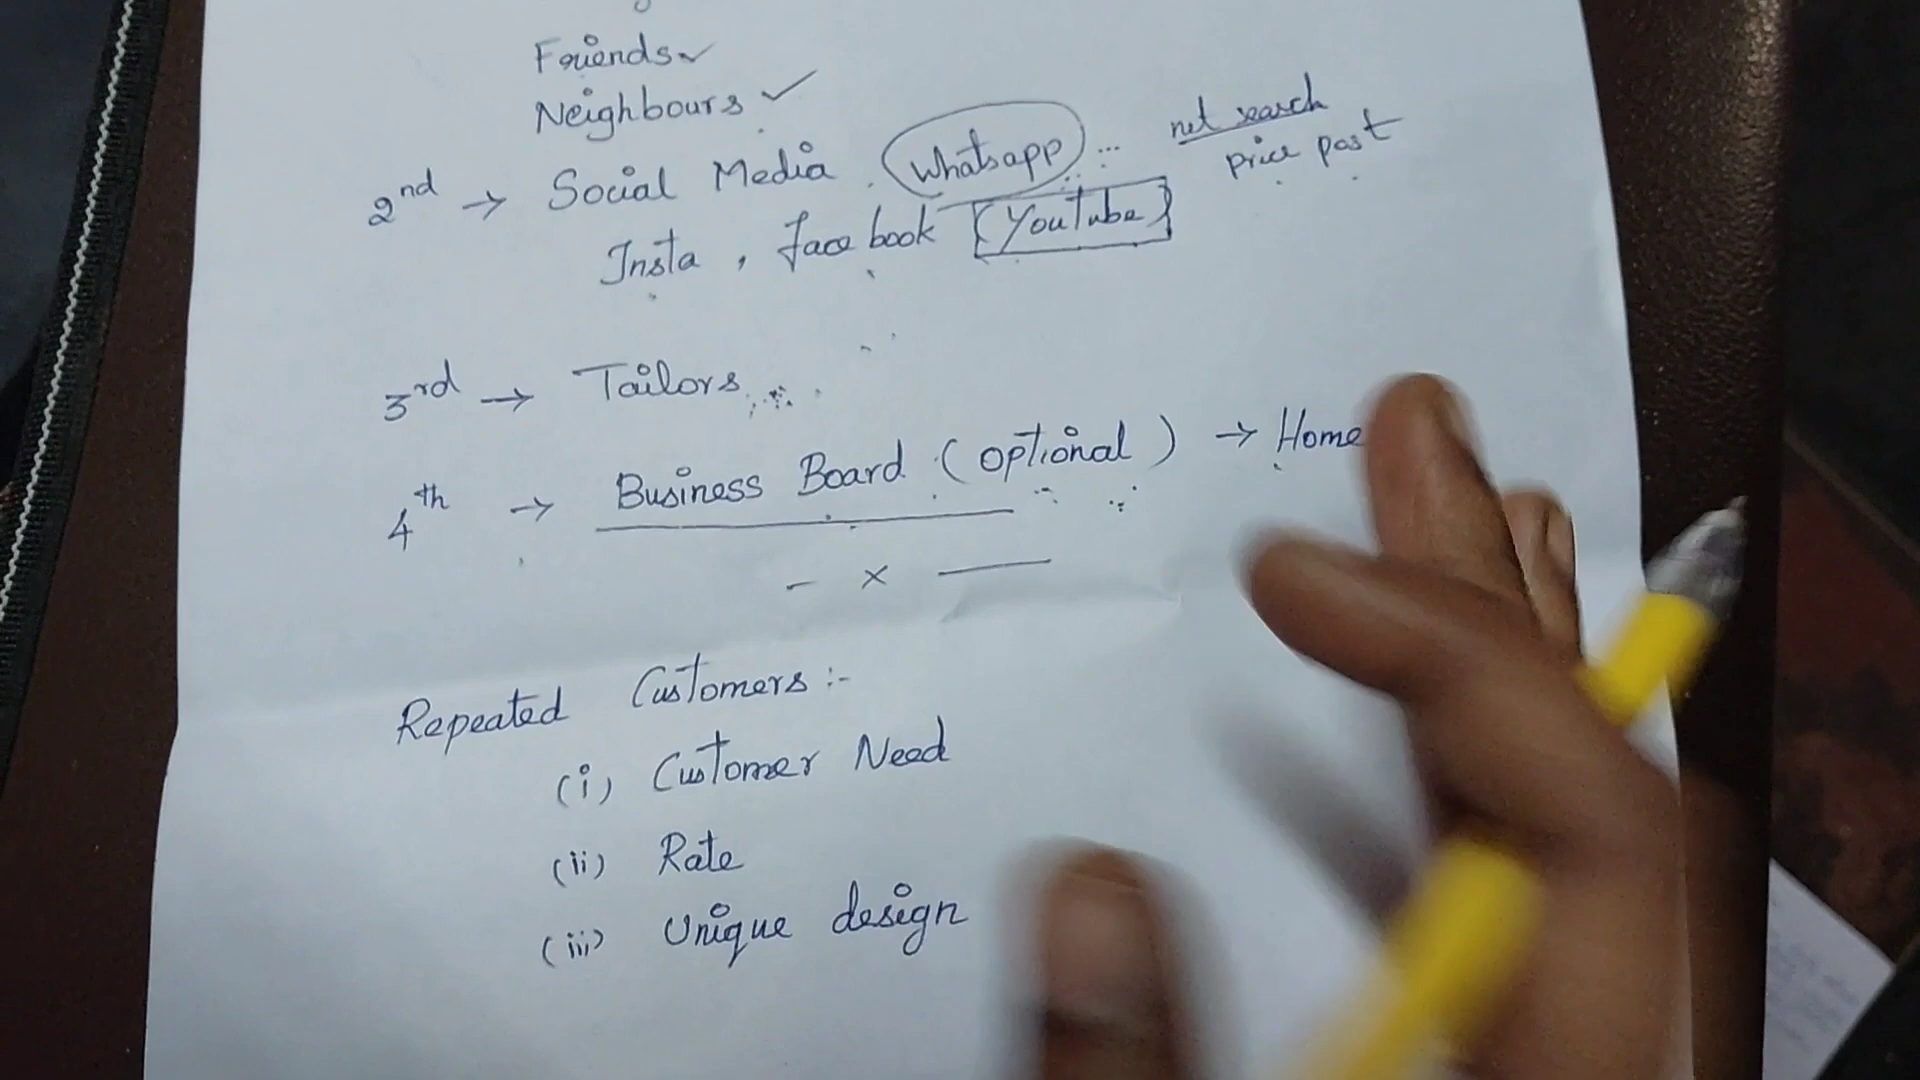 Friends ✓
Neighbours ✓
2nd → Social Media. Whatsapp ... net search
price post
Insta, facebook [YouTube]
3rd → Tailors
4th → Business Board (optional) → Home
— x —
Repeated Customers :-
(i) Customer Need
(ii) Rate
(iii) Unique design